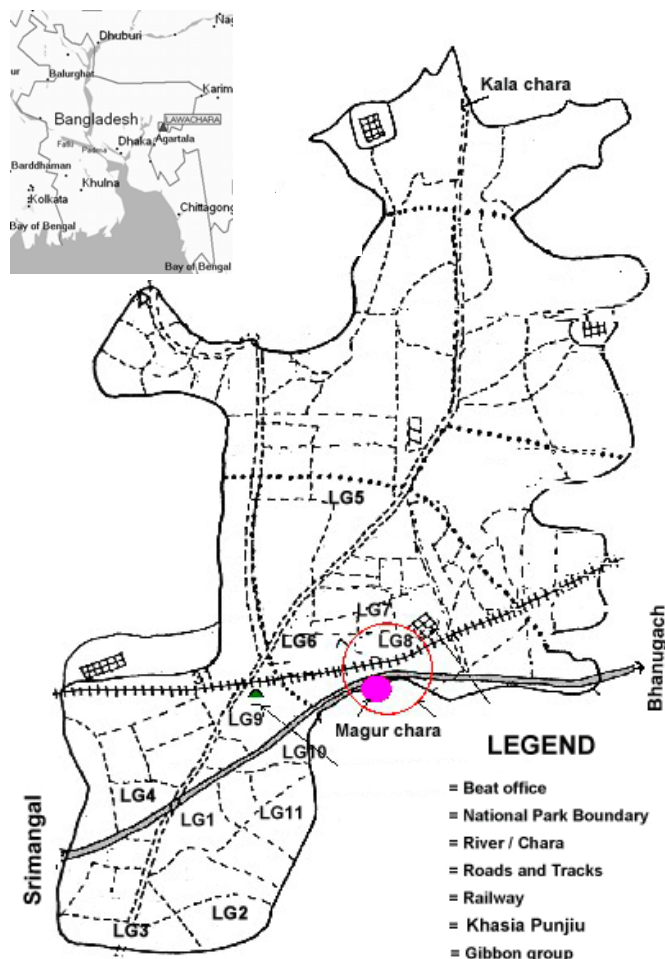 Dhuburi
Nag
ur
Balurghat
Karim
Bangladesh
LAWACHARA
Dhaka
Agartala
Padma
Barddhaman
Khulna
Kolkata
Chittagong
Bay of Bengal
Bay of Bengal
Kala chara
LG5
LG7
LG6
LG8
Bhanugach
LG9
Magur chara
LG10
LEGEND
LG4
LG1
LG11
= Beat office
= National Park Boundary
= River / Chara
= Roads and Tracks
= Railway
= Khasia Punjiu
= Gibbon group
Srimangal
LG2
LG3